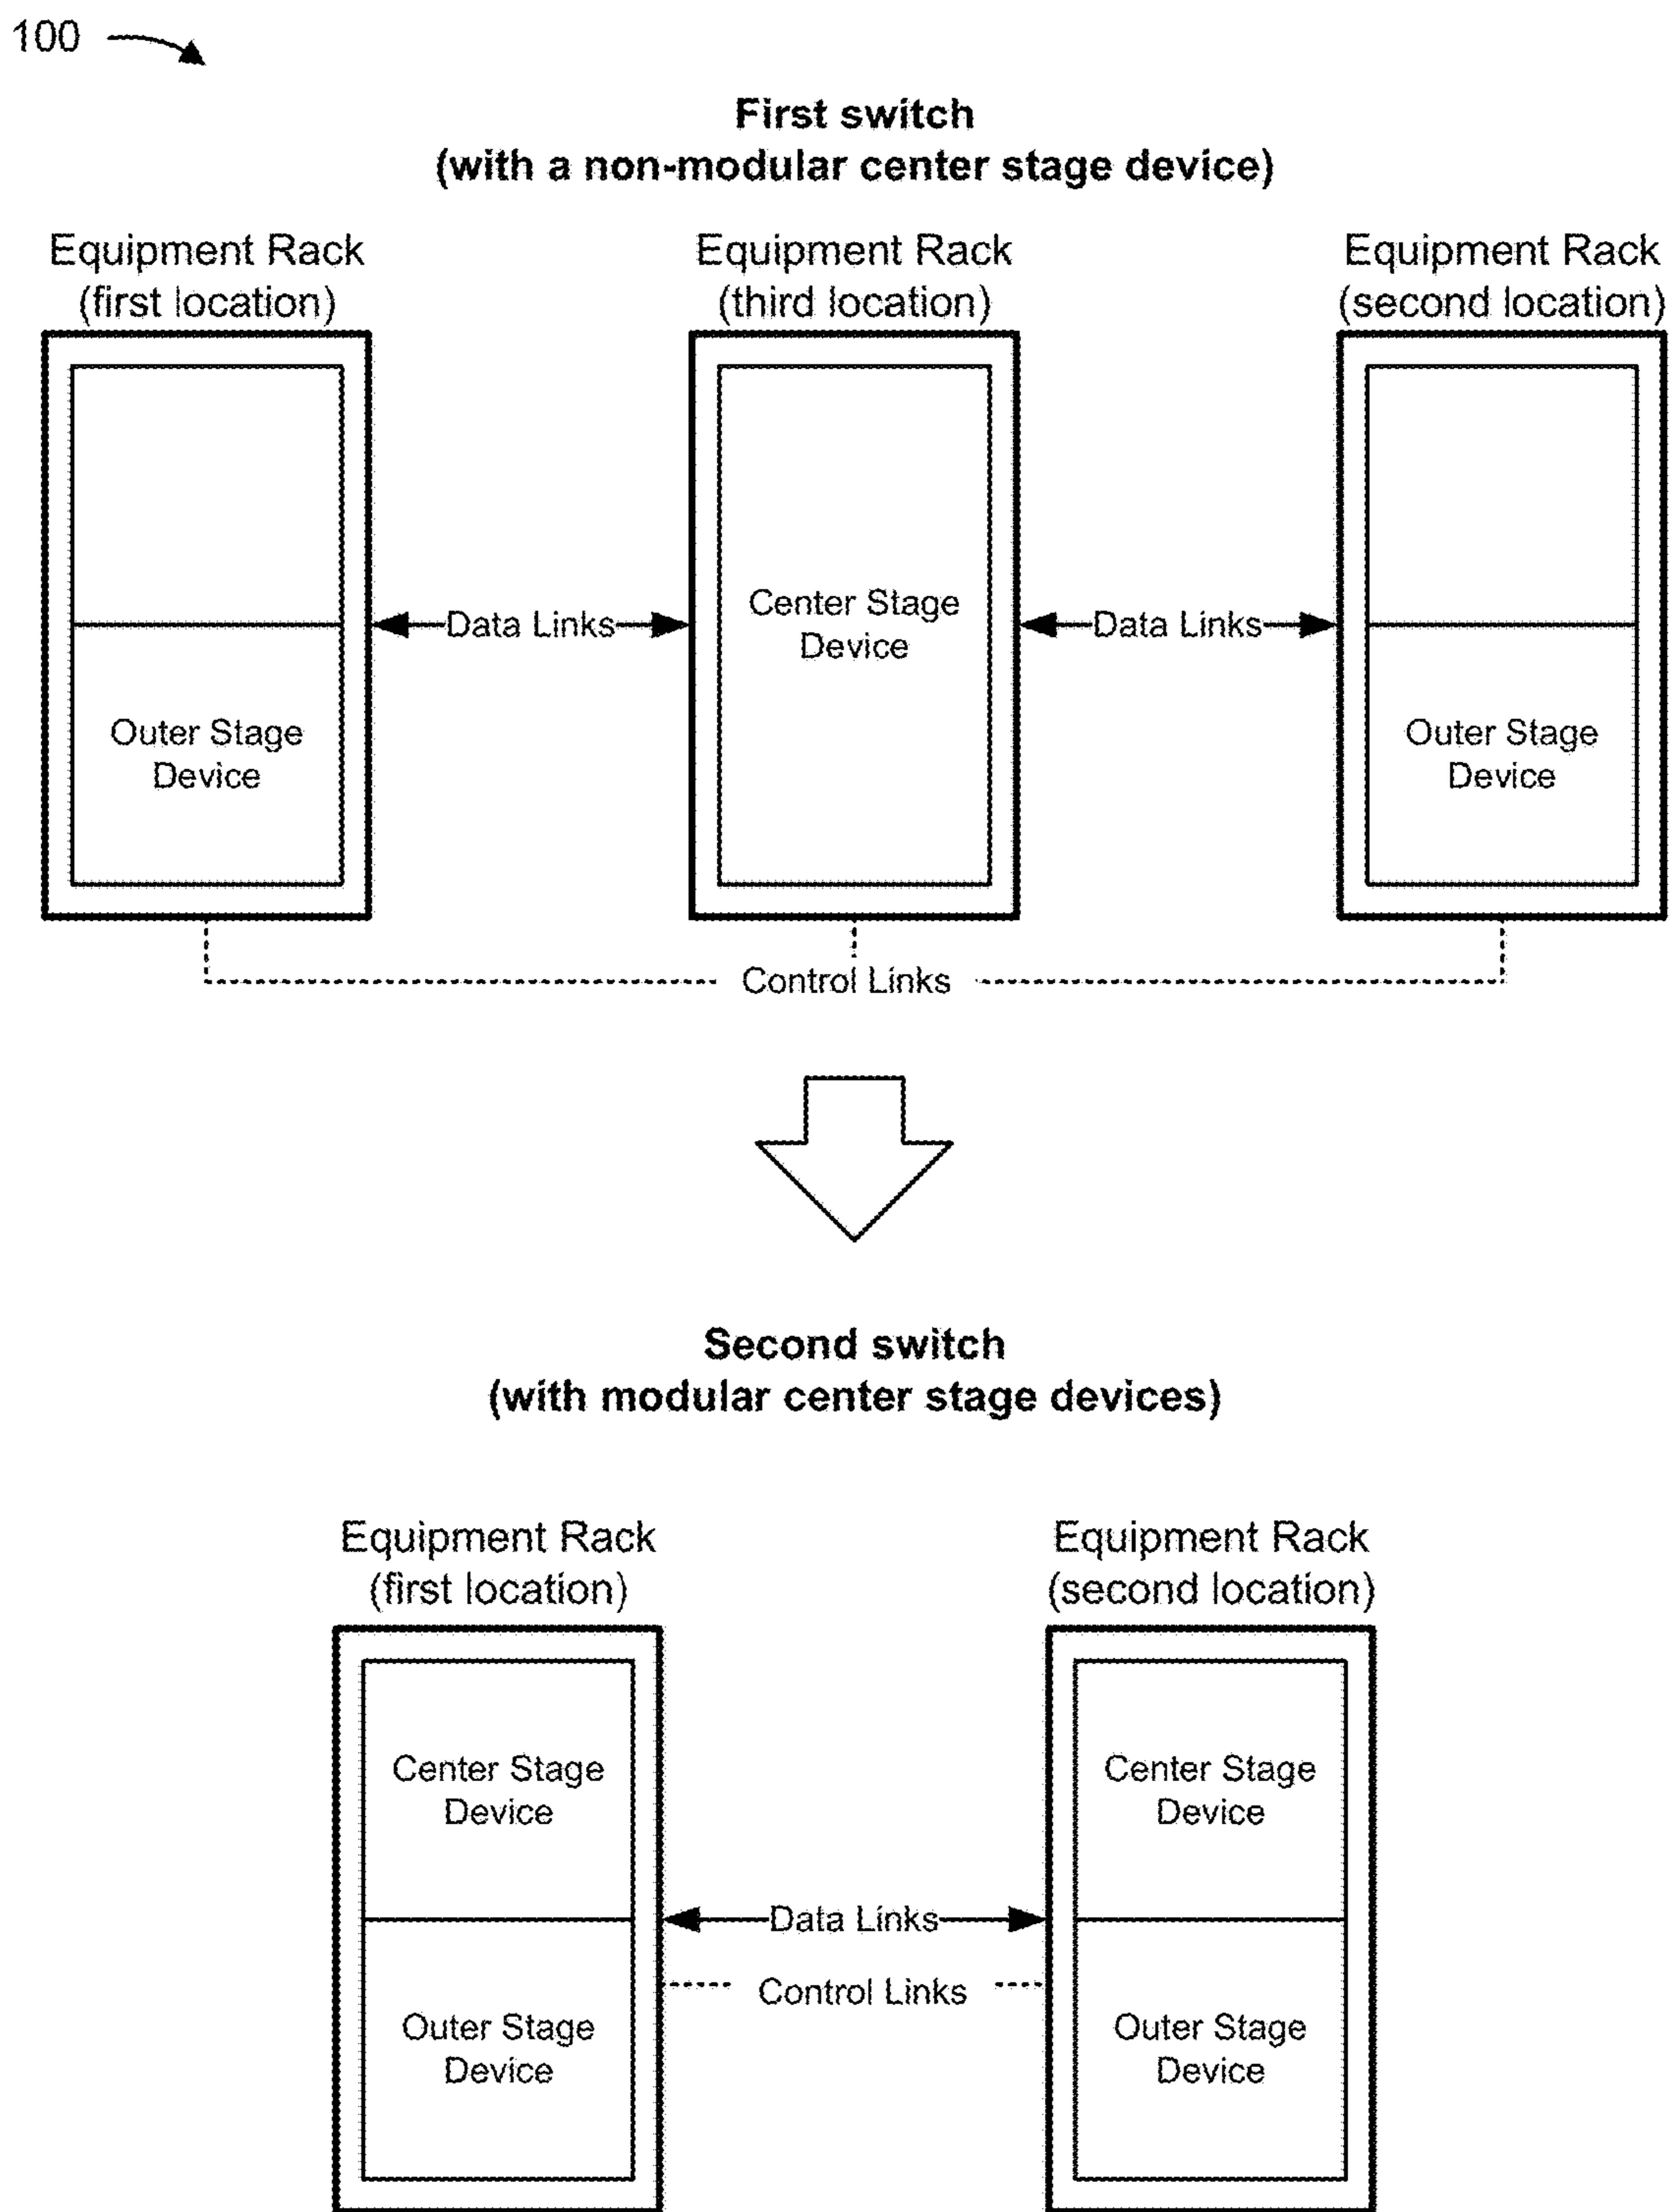 100
First switch
(with a non-modular center stage device)
Equipment Rack
(first location)
Equipment Rack
(third location)
Equipment Rack
(second location)
Outer Stage
Device
Data Links
Center Stage
Device
Data Links
Outer Stage
Device
Control Links
Second switch
(with modular center stage devices)
Equipment Rack
(first location)
Equipment Rack
(second location)
Center Stage
Device
Outer Stage
Device
Data Links
Control Links
Center Stage
Device
Outer Stage
Device